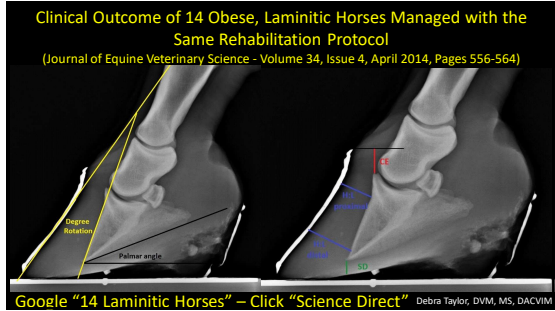 Clinical Outcome of 14 Obese, Laminitic Horses Managed with the
Same Rehabilitation Protocol
(Journal of Equine Veterinary Science - Volume 34, Issue 4, April 2014, Pages 556-564)
Degree
Rotation
Palmar angle
CE
SD
Google “14 Laminitic Horses” – Click “Science Direct”
Debra Taylor, DVM, MS, DACVIM